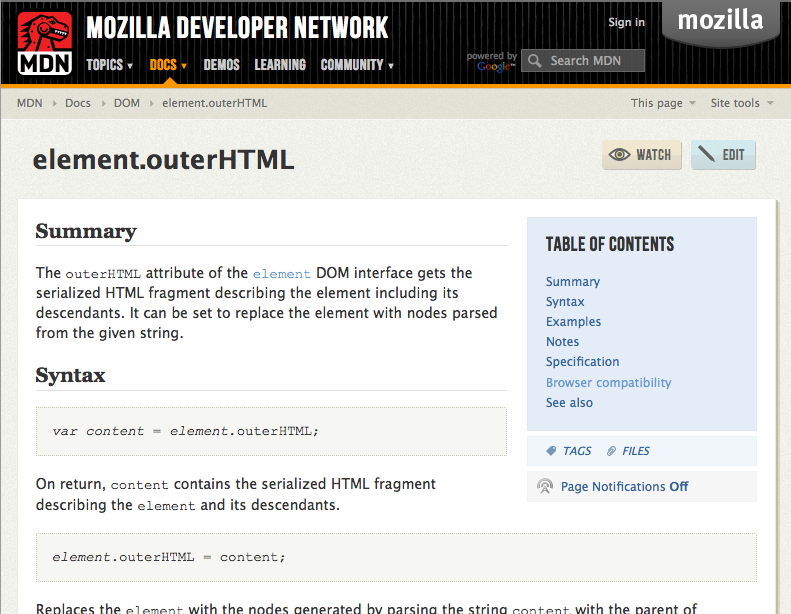 MOZILLA DEVELOPER NETWORK
Sign in
mozilla
MDN
TOPICS ▾ DOCS ▾ DEMOS LEARNING COMMUNITY ▾
powered by
Google™
Search MDN
MDN ▸ Docs ▸ DOM ▸ element.outerHTML
This page ▾ Site tools ▾
element.outerHTML
WATCH
EDIT
Summary
The outerHTML attribute of the element DOM interface gets the
serialized HTML fragment describing the element including its
descendants. It can be set to replace the element with nodes parsed
from the given string.
Syntax
var content = element.outerHTML;
On return, content contains the serialized HTML fragment
describing the element and its descendants.
TABLE OF CONTENTS
Summary
Syntax
Examples
Notes
Specification
Browser compatibility
See also
TAGS FILES
Page Notifications Off
element.outerHTML = content;
Replaces the element with the nodes generated by parsing the string content with the parent of